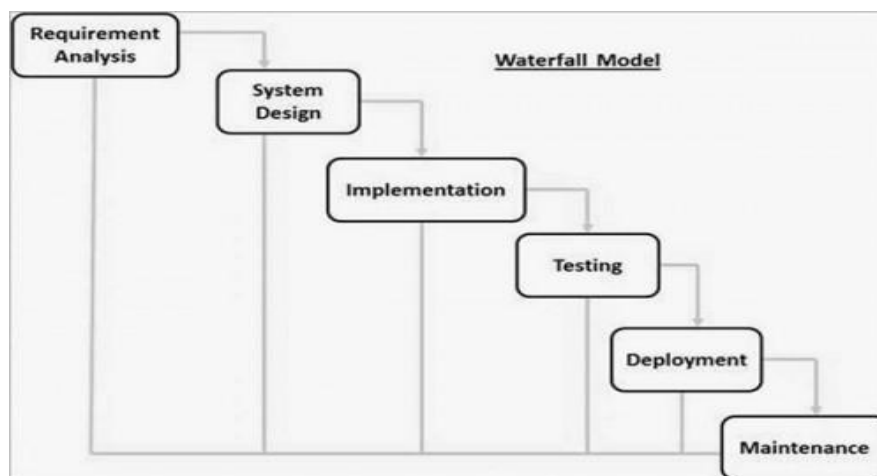 Requirement
Analysis
Waterfall Model
System
Design
Implementation
Testing
Deployment
Maintenance